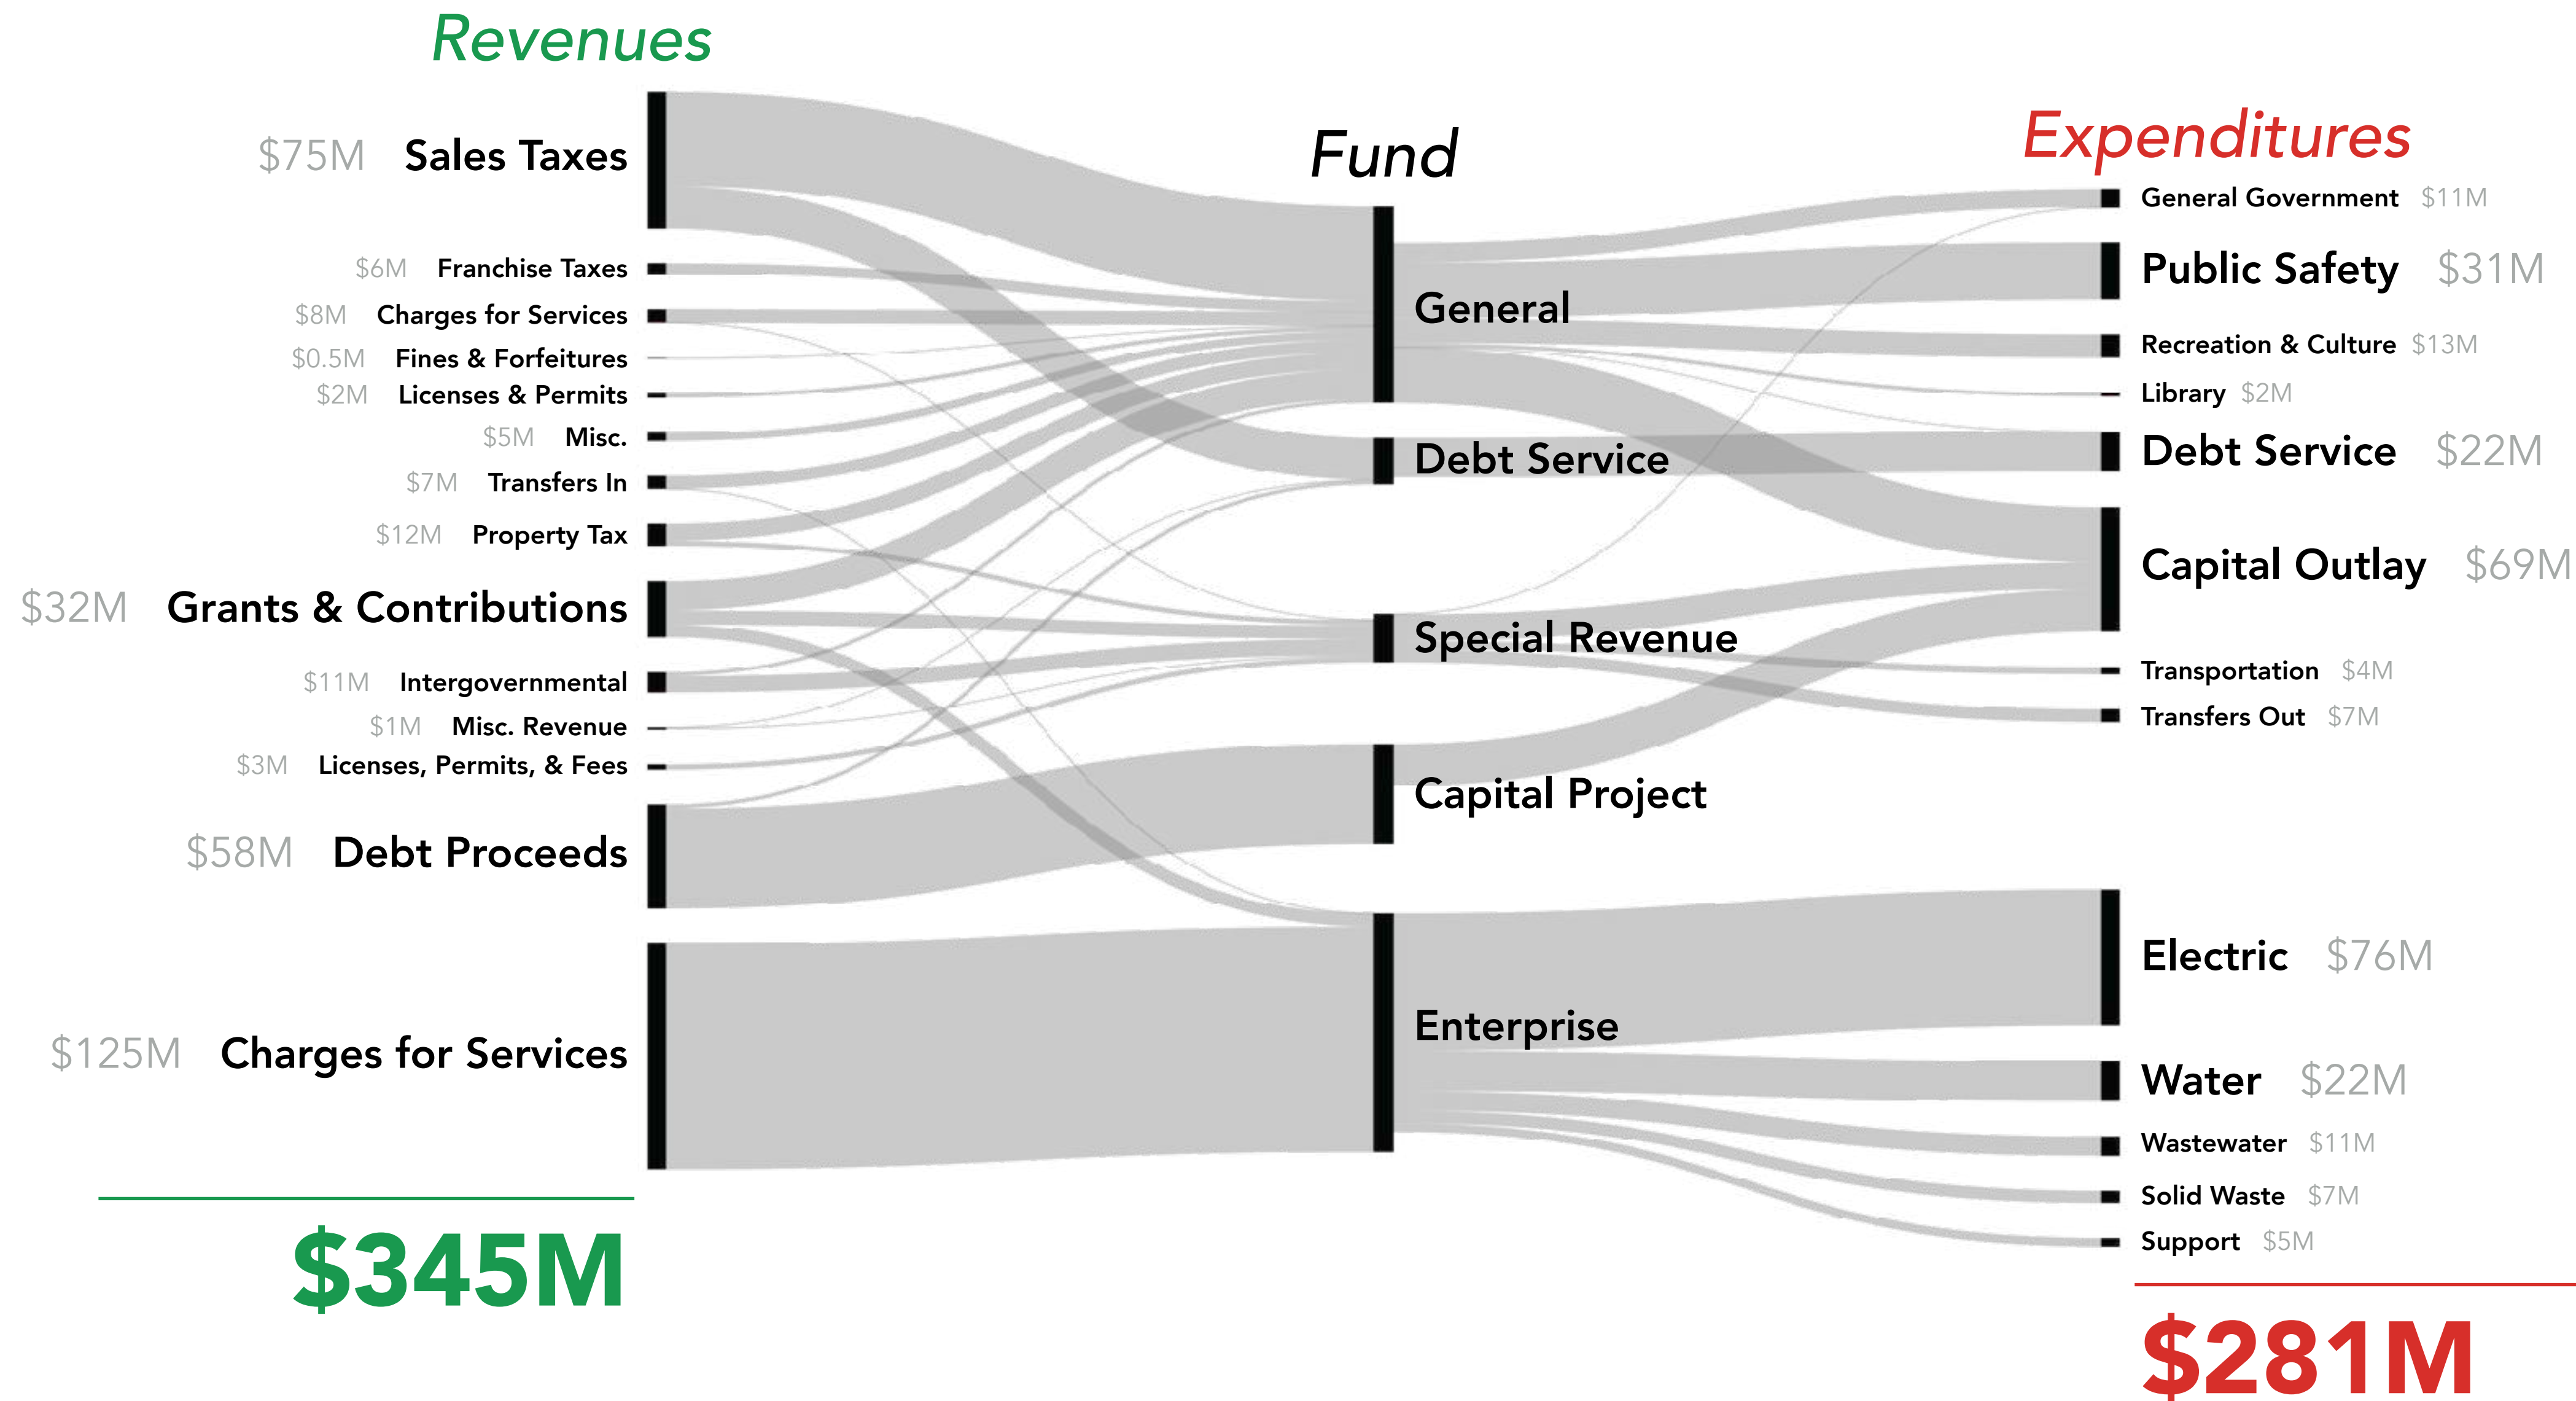 Revenues
$75M Sales Taxes
$6M Franchise Taxes
$8M Charges for Services
$0.5M Fines & Forfeitures
$2M Licenses & Permits
$5M Misc.
$7M Transfers In
$12M Property Tax
$32M Grants & Contributions
$11M Intergovernmental
$1M Misc. Revenue
$3M Licenses, Permits, & Fees
$58M Debt Proceeds
$125M Charges for Services
$345M
Fund
General
Debt Service
Special Revenue
Capital Project
Enterprise
Expenditures
General Government $11M
Public Safety $31M
Recreation & Culture $13M
Library $2M
Debt Service $22M
Capital Outlay $69M
Transportation $4M
Transfers Out $7M
Electric $76M
Water $22M
Wastewater $11M
Solid Waste $7M
Support $5M
$281M